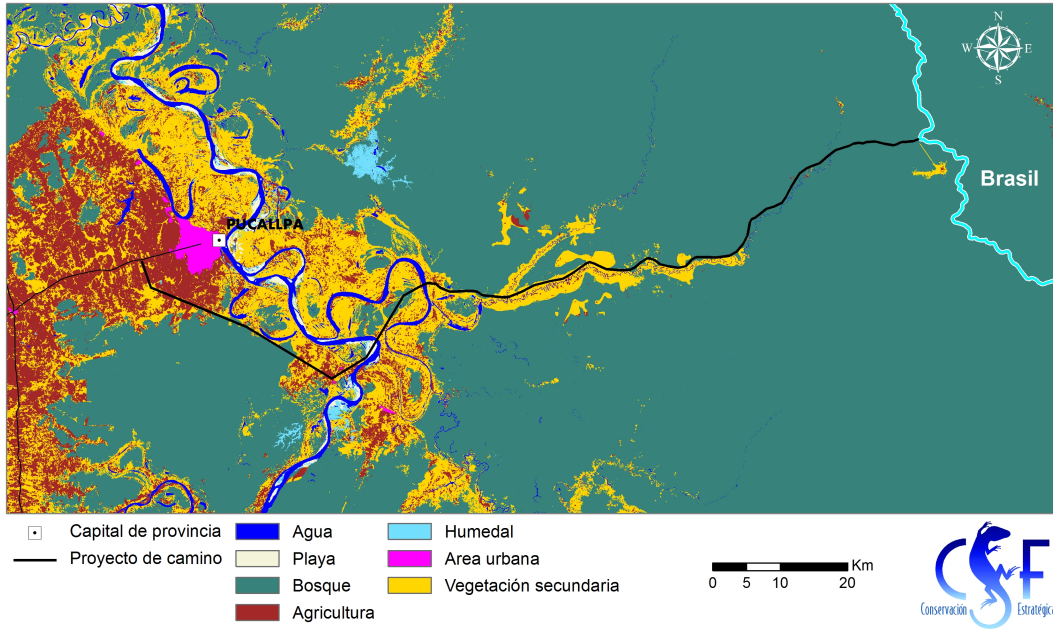 N
W E
S
Brasil
PUCALLPA
Capital de provincia
Proyecto de camino
Agua
Playa
Bosque
Agricultura
Humedal
Area urbana
Vegetación secundaria
Km
0 5 10 20
CSF
Conservación Estratégica